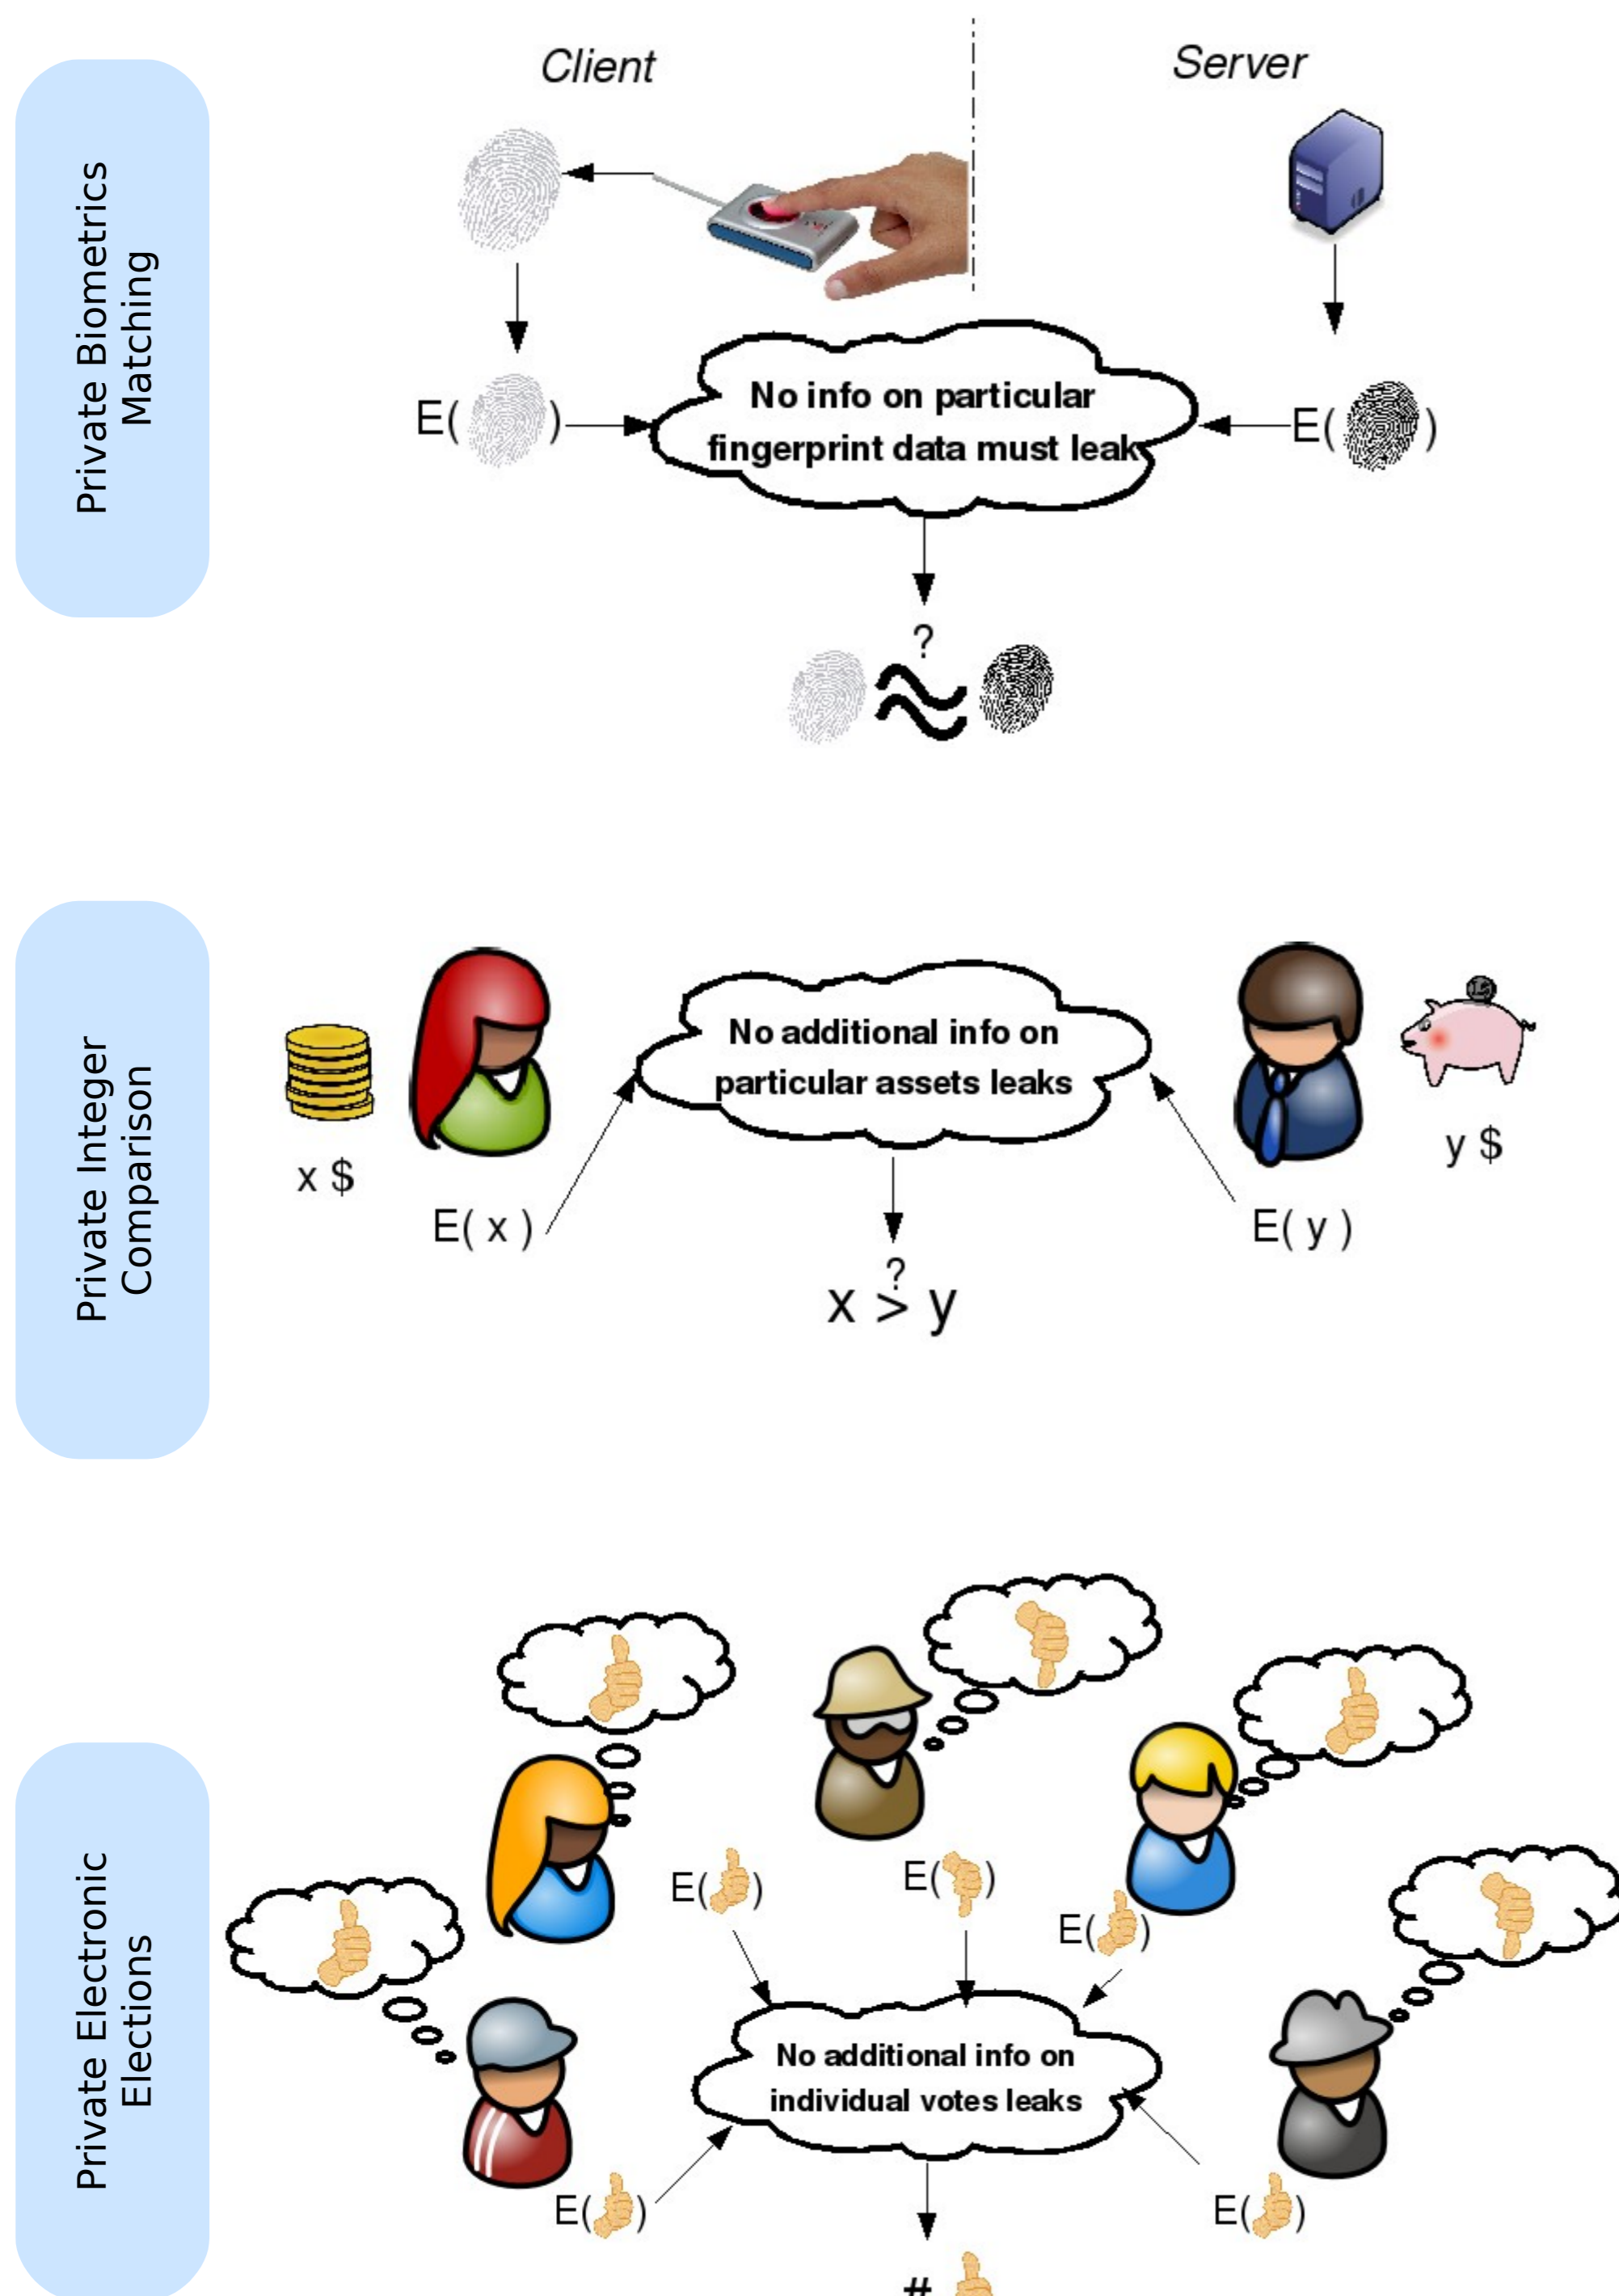 Private Biometrics
Matching
Client
Server
E( )
No info on particular
fingerprint data must leak
E( )
?
≈
Private Integer
Comparison
No additional info on
particular assets leaks
x $
y $
E( x )
E( y )
?
x > y
Private Electronic
Elections
E( )
E( )
E( )
No additional info on
individual votes leaks
E( )
E( )
#